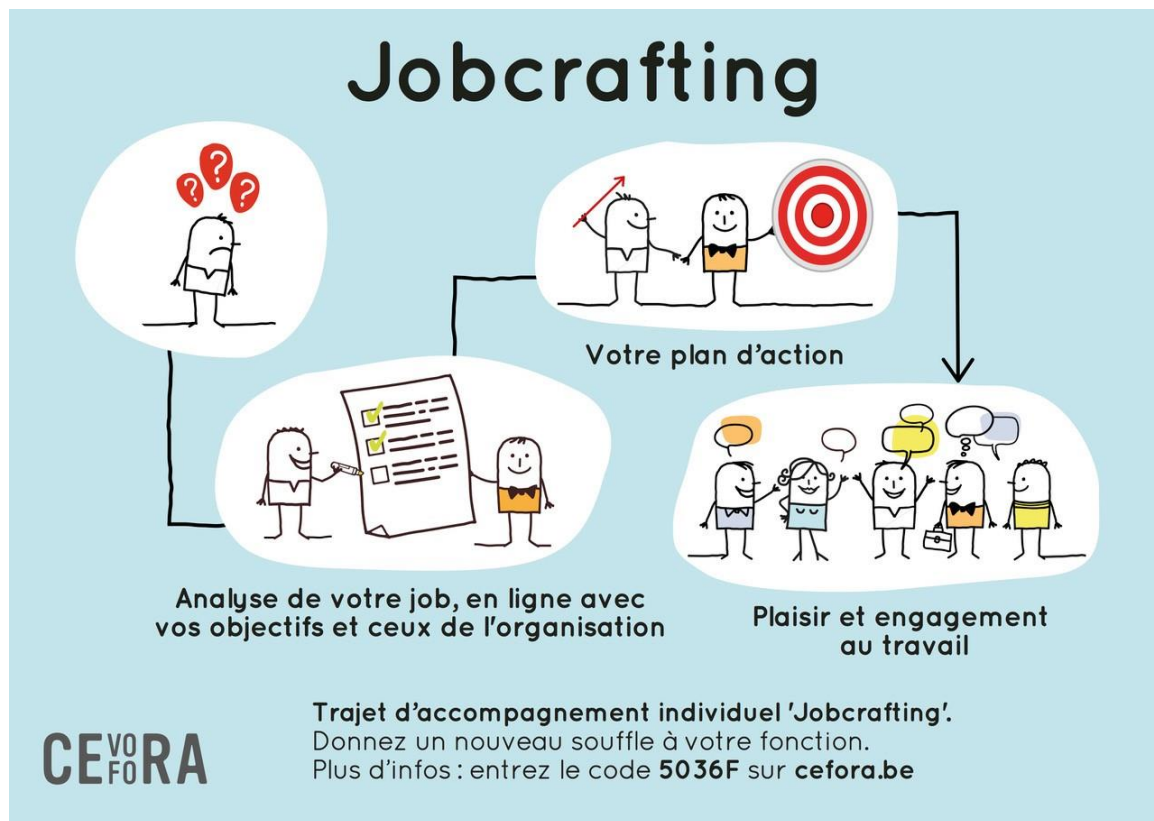 Jobcrafting
? ? ?
Votre plan d'action
Analyse de votre job, en ligne avec
vos objectifs et ceux de l'organisation
Plaisir et engagement
au travail
Trajet d'accompagnement individuel 'Jobcrafting'.
Donnez un nouveau souffle à votre fonction.
Plus d'infos : entrez le code 5036F sur cefora.be
CEVOFORA